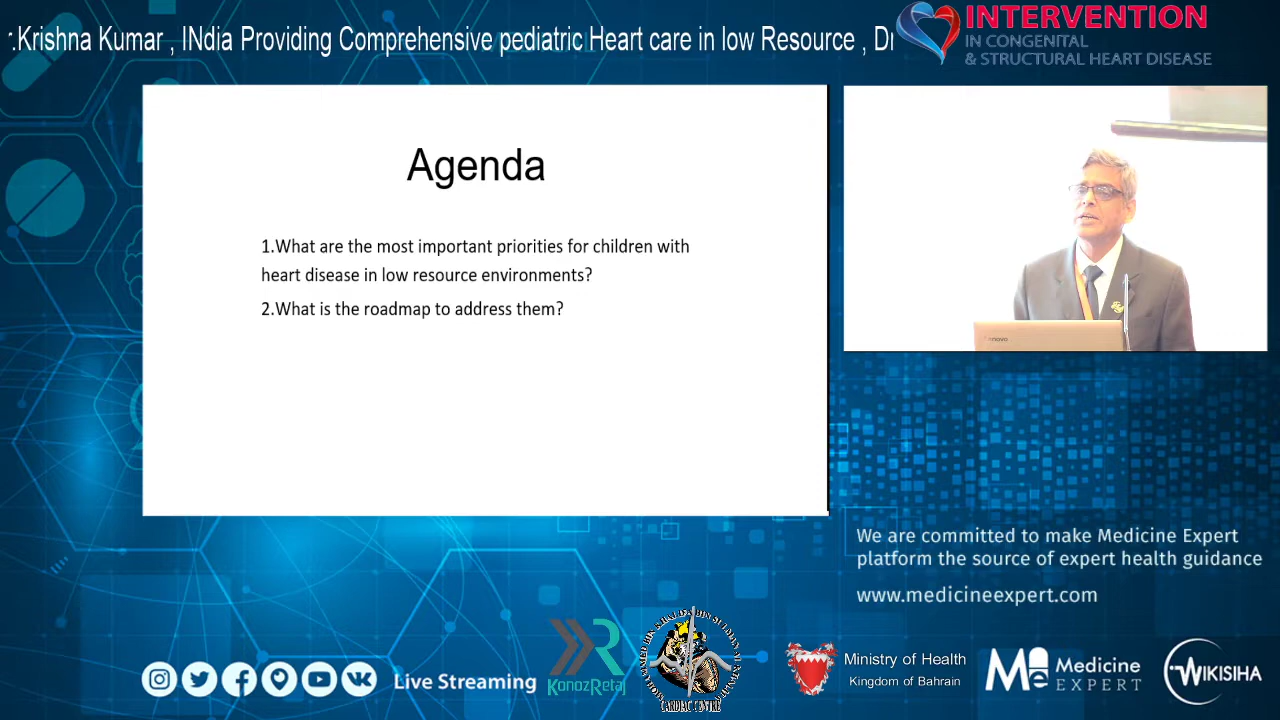 r.Krishna Kumar , INdia Providing Comprehensive pediatric Heart care in low Resource , Dr
INTERVENTION
IN CONGENITAL
& STRUCTURAL HEART DISEASE
Agenda
1.What are the most important priorities for children with
heart disease in low resource environments?
2.What is the roadmap to address them?
We are committed to make Medicine Expert
platform the source of expert health guidance
www.medicineexpert.com
Live Streaming
KonozRetaj
CARDIAC CENTRE
Ministry of Health
Kingdom of Bahrain
Me Medicine
EXPERT
WIKISIHA